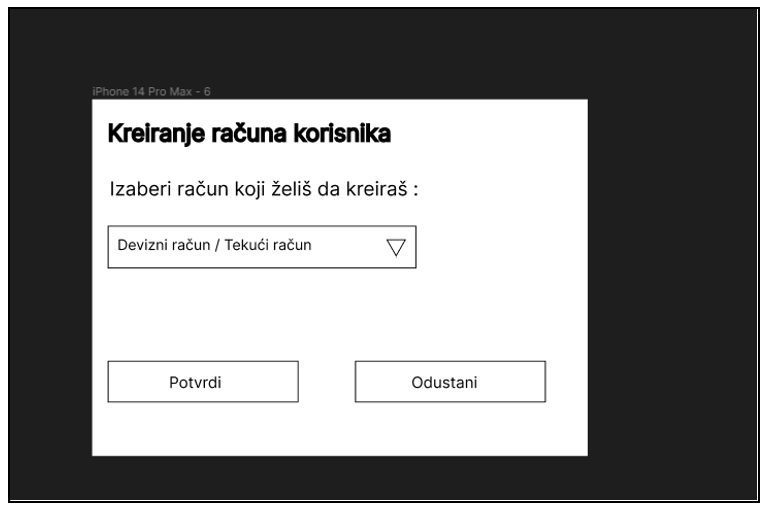 iPhone 14 Pro Max - 6
Kreiranje računa korisnika
Izaberi račun koji želiš da kreiraš :
Devizni račun / Tekući račun
Potvrdi
Odustani